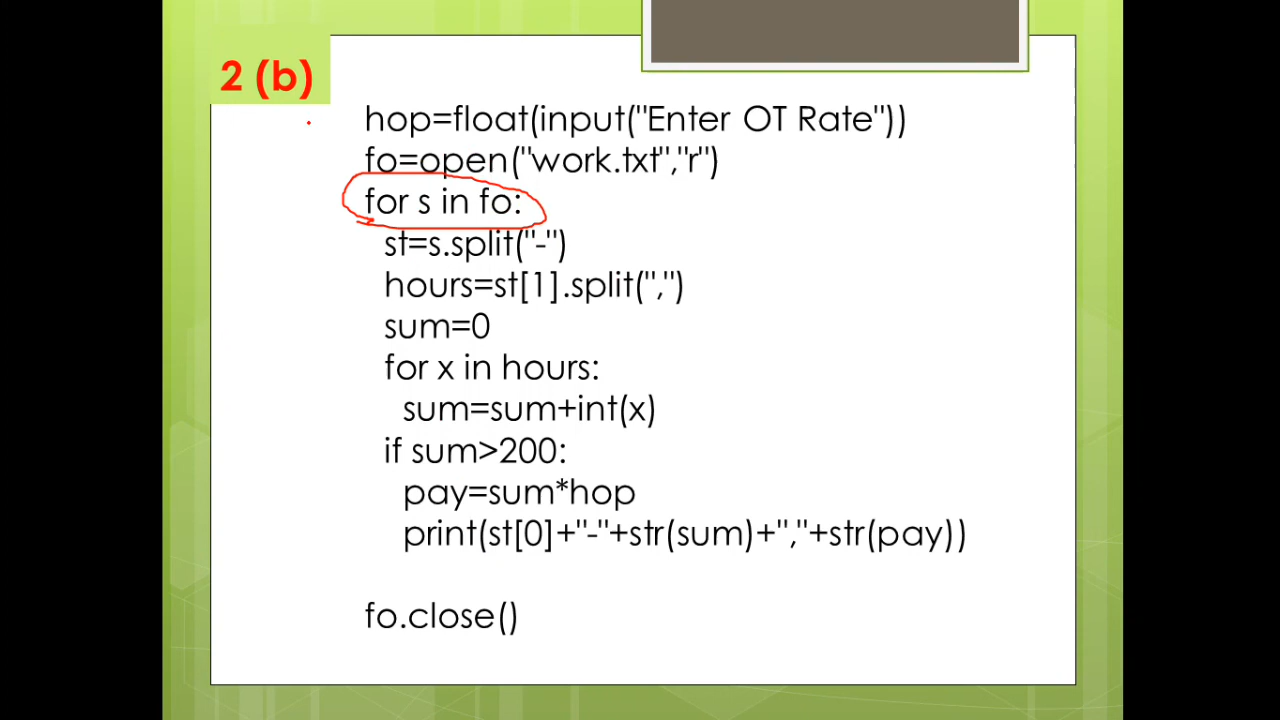 2 (b)
hop=float(input("Enter OT Rate"))
fo=open("work.txt","r")
for s in fo:
st=s.split("-")
hours=st[1].split(",")
sum=0
for x in hours:
sum=sum+int(x)
if sum>200:
pay=sum*hop
print(st[0]+"-"+str(sum)+","+str(pay))
fo.close()